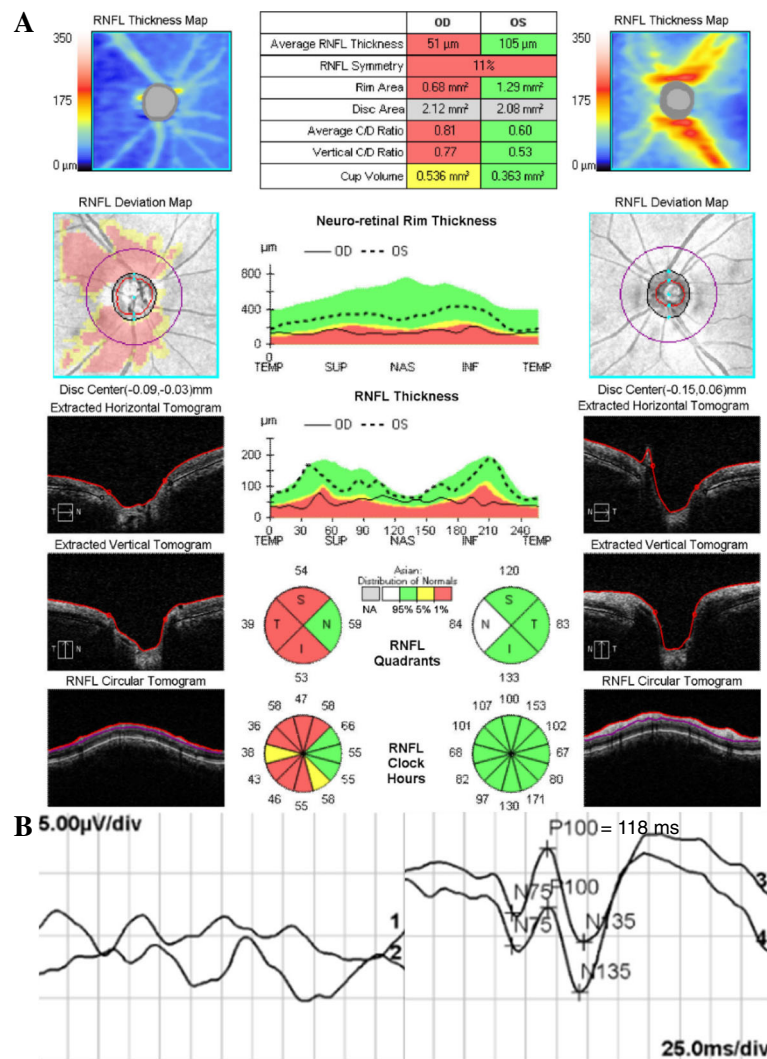 A
RNFL Thickness Map
350
175
0 µm
OD OS
Average RNFL Thickness 51 µm 105 µm
RNFL Symmetry 11%
Rim Area 0.68 mm² 1.29 mm²
Disc Area 2.12 mm² 2.08 mm²
Average C/D Ratio 0.81 0.60
Vertical C/D Ratio 0.77 0.53
Cup Volume 0.536 mm³ 0.363 mm³
RNFL Thickness Map
350
175
0 µm
RNFL Deviation Map
Disc Center(-0.09,-0.03)mm
Neuro-retinal Rim Thickness
µm OD OS
800
400
0
TEMP SUP NAS INF TEMP
RNFL Deviation Map
Disc Center(-0.15,0.06)mm
Extracted Horizontal Tomogram
T N
RNFL Thickness
µm OD OS
200
100
0
0 30 60 90 120 150 180 210 240
TEMP SUP NAS INF TEMP
Extracted Horizontal Tomogram
T N
Extracted Vertical Tomogram
54
S
39 T N 59
I
53
Asian:
Distribution of Normals
NA 95% 5% 1%
RNFL
Quadrants
120
S
84 N T 83
I
133
Extracted Vertical Tomogram
RNFL Circular Tomogram
47
58 58
36 66
38 55
43 55
46 58
55
RNFL
Clock
Hours
100
107 153
101 102
68 67
82 80
97 171
130
RNFL Circular Tomogram
B
5.00µV/div
1
2
P100 = 118 ms
N75
P100
N75
N135
N135
3
4
25.0ms/div